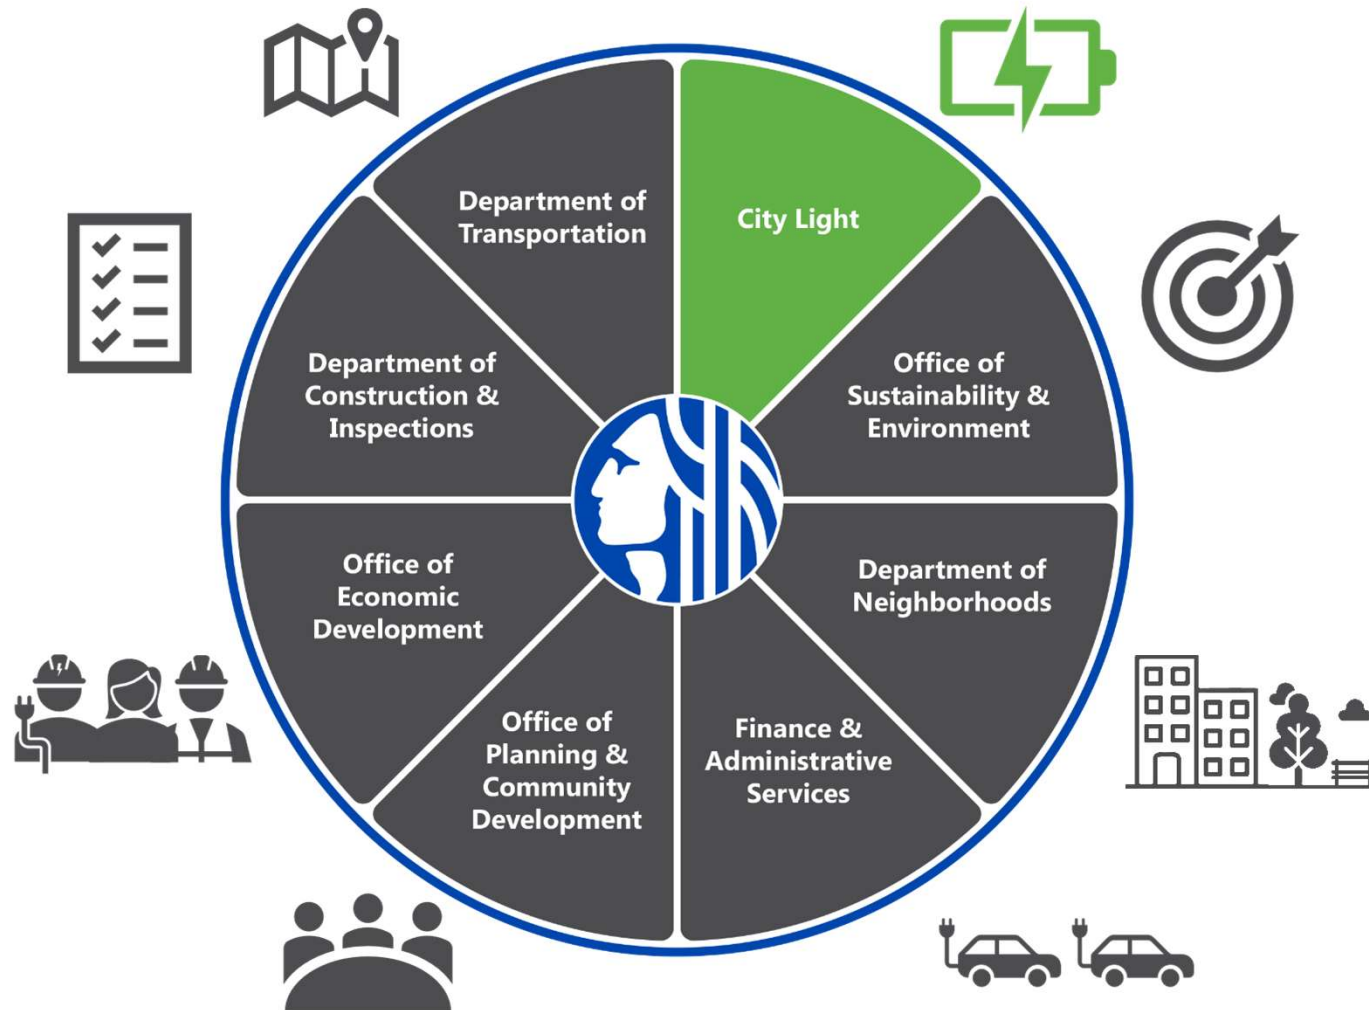 City Light
Office of
Sustainability &
Environment
Department of
Neighborhoods
Finance &
Administrative
Services
Office of
Planning &
Community
Development
Office of
Economic
Development
Department of
Construction &
Inspections
Department of
Transportation